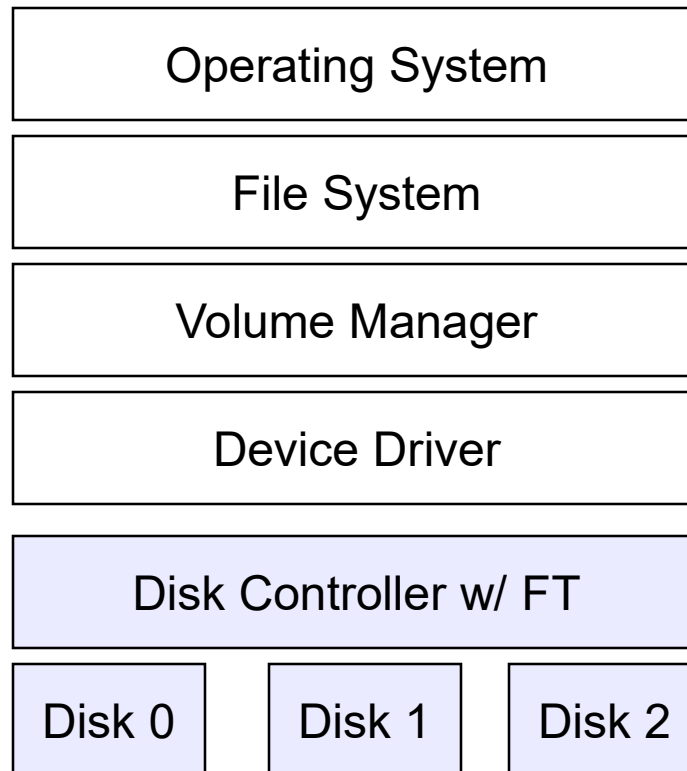 Operating System
File System
Volume Manager
Device Driver
Disk Controller w/ FT
Disk 0
Disk 1
Disk 2